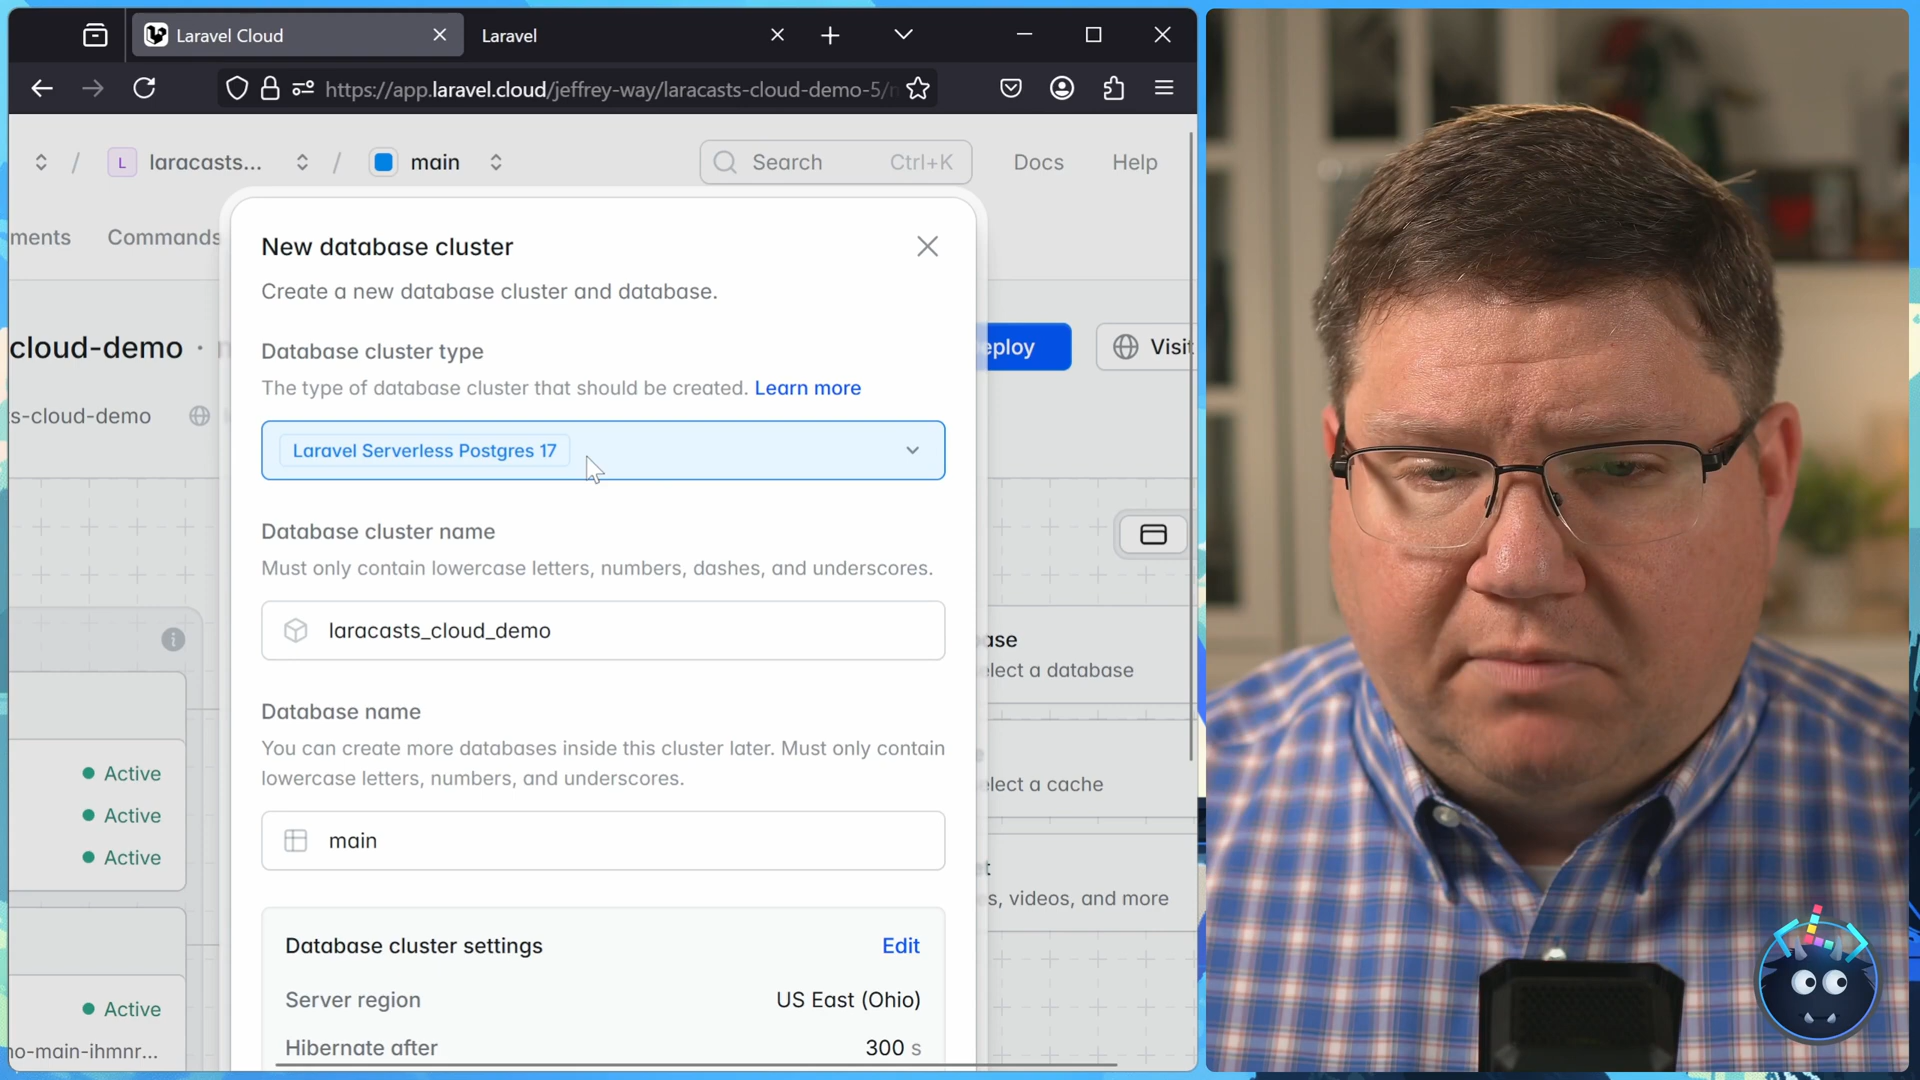 Laravel Cloud
Laravel
https://app.laravel.cloud/jeffrey-way/laracasts-cloud-demo-5/
/ L laracasts... / main
Search Ctrl+K
Docs
Help
ments
Commands
cloud-demo ·
eploy
Visit
s-cloud-demo
New database cluster
Create a new database cluster and database.
Database cluster type
The type of database cluster that should be created. Learn more
Laravel Serverless Postgres 17
Database cluster name
Must only contain lowercase letters, numbers, dashes, and underscores.
laracasts_cloud_demo
Database name
You can create more databases inside this cluster later. Must only contain
lowercase letters, numbers, and underscores.
main
Database cluster settings
Edit
Server region
US East (Ohio)
Hibernate after
300 s
Active
Active
Active
Active
no-main-ihmnr...
ase
elect a database
elect a cache
t
s, videos, and more